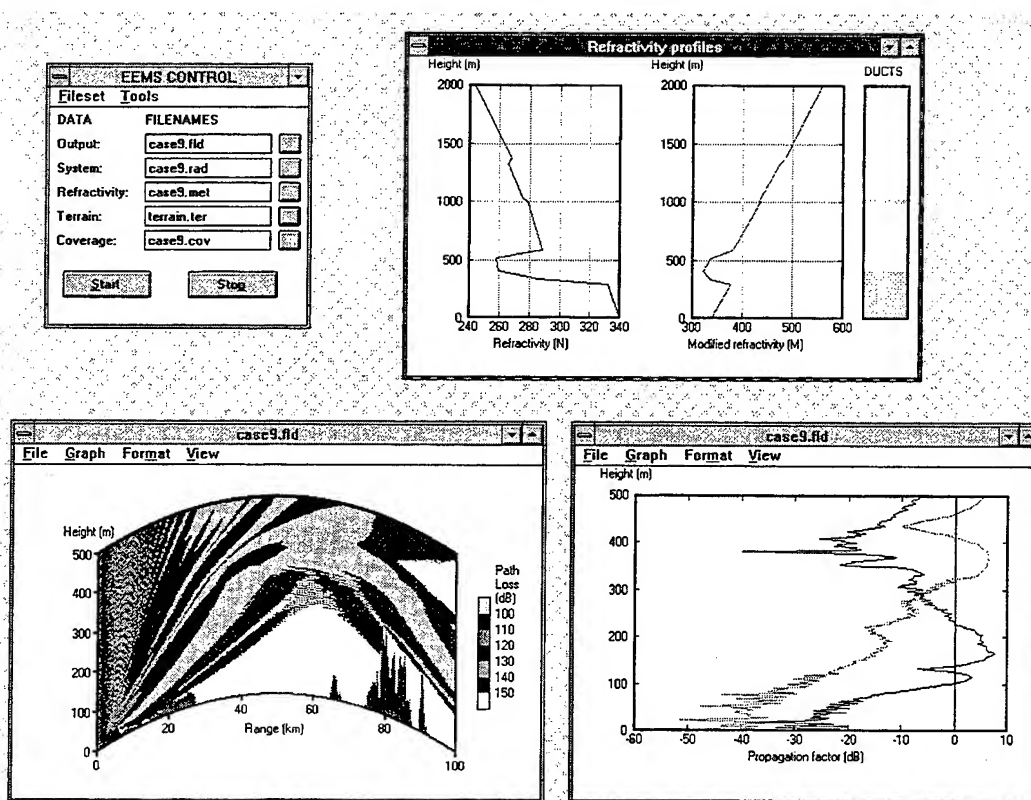 EEMS CONTROL
Fileset Tools
DATA FILENAMES
Output: case9.fld
System: case9.rad
Refractivity: case9.met
Terrain: terrain.ter
Coverage: case9.cov
Start Stop
Refractivity profiles
Height (m) Height (m) DUCTS
2000 2000
1500 1500
1000 1000
500 500
0 0
240 260 280 300 320 340 300 400 500 600
Refractivity (N) Modified refractivity (M)
case9.fld
File Graph Format View
Height (m)
500
400
300
200
100
0
0 20 40 60 80 100
Range (km)
Path
Loss
(dB)
100
110
120
130
140
150
case9.fld
File Graph Format View
Height (m)
500
400
300
200
100
0
-60 -50 -40 -30 -20 -10 0 10
Propagation factor (dB)